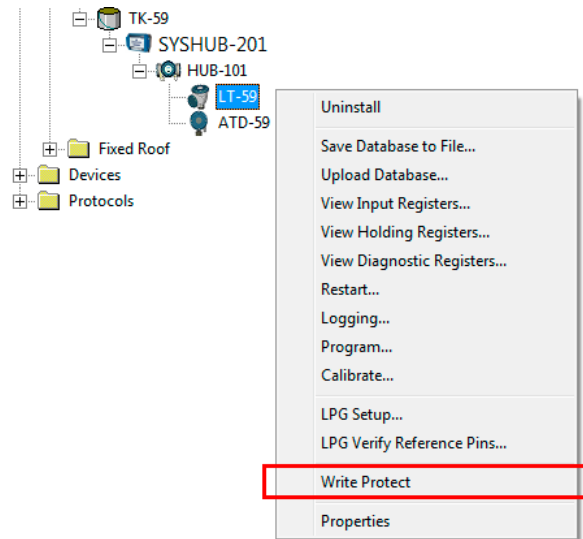 TK-59
SYSHUB-201
HUB-101
LT-59
ATD-59
Fixed Roof
Devices
Protocols
Uninstall
Save Database to File...
Upload Database...
View Input Registers...
View Holding Registers...
View Diagnostic Registers...
Restart...
Logging...
Program...
Calibrate...
LPG Setup...
LPG Verify Reference Pins...
Write Protect
Properties